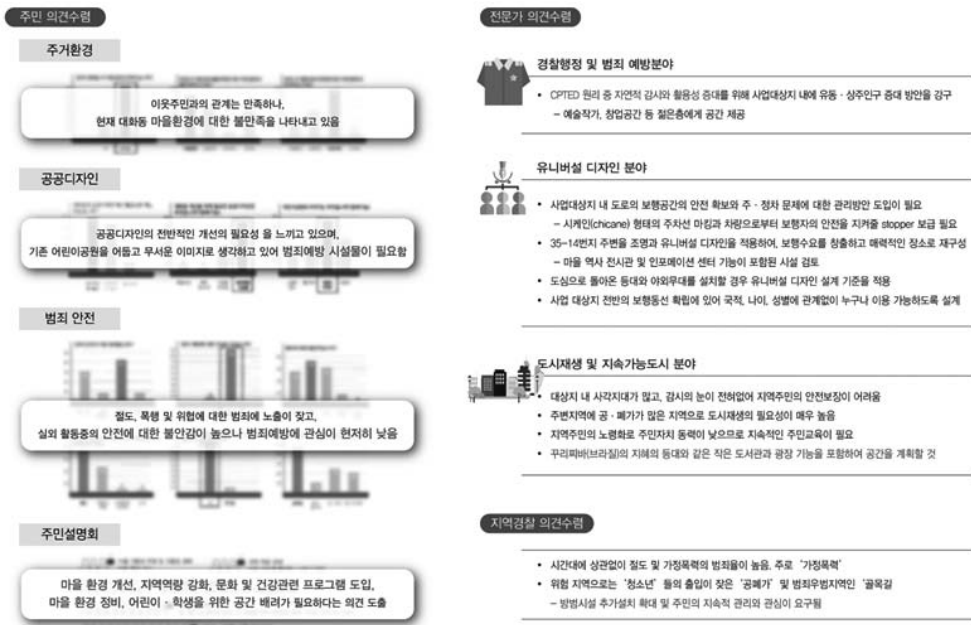 주민 의견수렴
주거환경
이웃주민과의 관계는 만족하나,
현재 대화동 마을환경에 대한 불만족을 나타내고 있음
공공디자인
공공디자인의 전반적인 개선의 필요성 을 느끼고 있으며,
기존 어린이공원을 어둡고 무서운 이미지로 생각하고 있어 범죄예방 시설물이 필요함
범죄 안전
절도, 폭행 및 위협에 대한 범죄에 노출이 잦고,
실외 활동중의 안전에 대한 불안감이 높으나 범죄예방에 관심이 현저히 낮음
주민설명회
마을 환경 개선, 지역역량 강화, 문화 및 건강관련 프로그램 도입,
마을 환경 정비, 어린이 · 학생을 위한 공간 배려가 필요하다는 의견 도출
전문가 의견수렴
경찰행정 및 범죄 예방분야
• CPTED 원리 중 자연적 감시와 활용성 증대를 위해 사업대상지 내에 유동 · 상주인구 증대 방안을 강구
– 예술작가, 창업공간 등 젊은층에게 공간 제공
유니버설 디자인 분야
• 사업대상지 내 도로의 보행공간의 안전 확보와 주 · 정차 문제에 대한 관리방안 도입이 필요
– 시케인(chicane) 형태의 주차선 마킹과 차량으로부터 보행자의 안전을 지켜줄 stopper 보급 필요
• 35-14번지 주변을 조명과 유니버설 디자인을 적용하여, 보행수요를 창출하고 매력적인 장소로 재구성
– 마을 역사 전시관 및 인포메이션 센터 기능이 포함된 시설 검토
• 도심으로 돌아온 등대와 야외무대를 설치할 경우 유니버설 디자인 설계 기준을 적용
• 사업 대상지 전반의 보행동선 확립에 있어 국적, 나이, 성별에 관계없이 누구나 이용 가능하도록 설계
도시재생 및 지속가능도시 분야
• 대상지 내 사각지대가 많고, 감시의 눈이 전혀없어 지역주민의 안전보장이 어려움
• 주변지역에 공 · 폐가가 많은 지역으로 도시재생의 필요성이 매우 높음
• 지역주민의 노령화로 주민자치 동력이 낮으므로 지속적인 주민교육이 필요
• 꾸리찌바(브라질)의 지혜의 등대와 같은 작은 도서관과 광장 기능을 포함하여 공간을 계획할 것
지역경찰 의견수렴
• 시간대에 상관없이 절도 및 가정폭력의 범죄율이 높음, 주로 '가정폭력'
• 위험 지역으로는 '청소년' 들의 출입이 잦은 '공폐가' 및 범죄우범지역인 '골목길
– 방범시설 추가설치 확대 및 주민의 지속적 관리와 관심이 요구됨